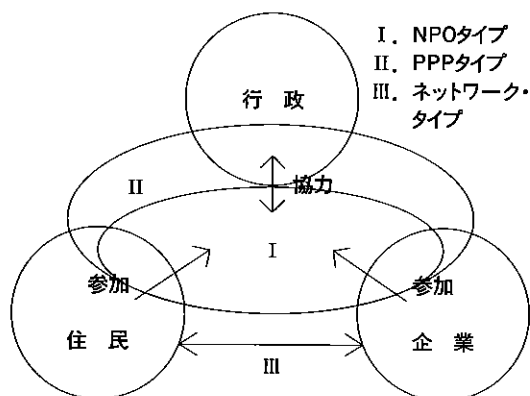 I. NPOタイプ
II. PPPタイプ
III. ネットワーク・
タイプ
行 政
II
協力
I
参加
参加
住 民
企 業
III